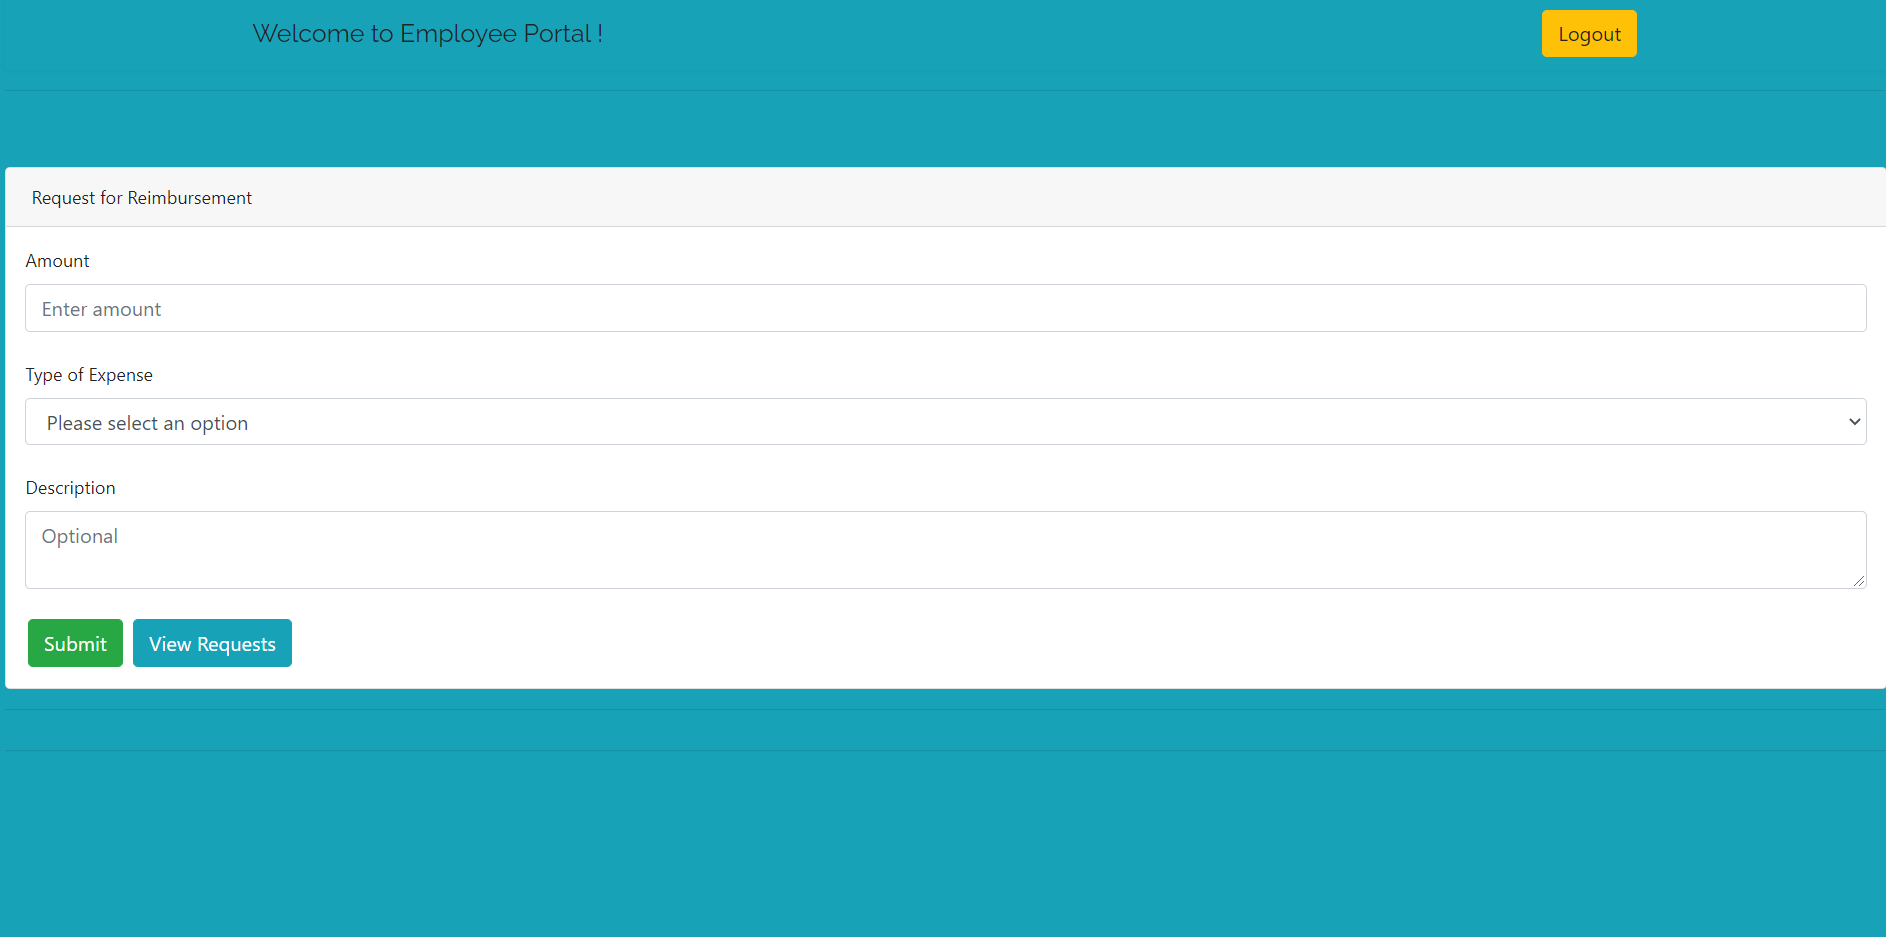 Welcome to Employee Portal !
Logout
Request for Reimbursement
Amount
Enter amount
Type of Expense
Please select an option
Description
Optional
Submit
View Requests